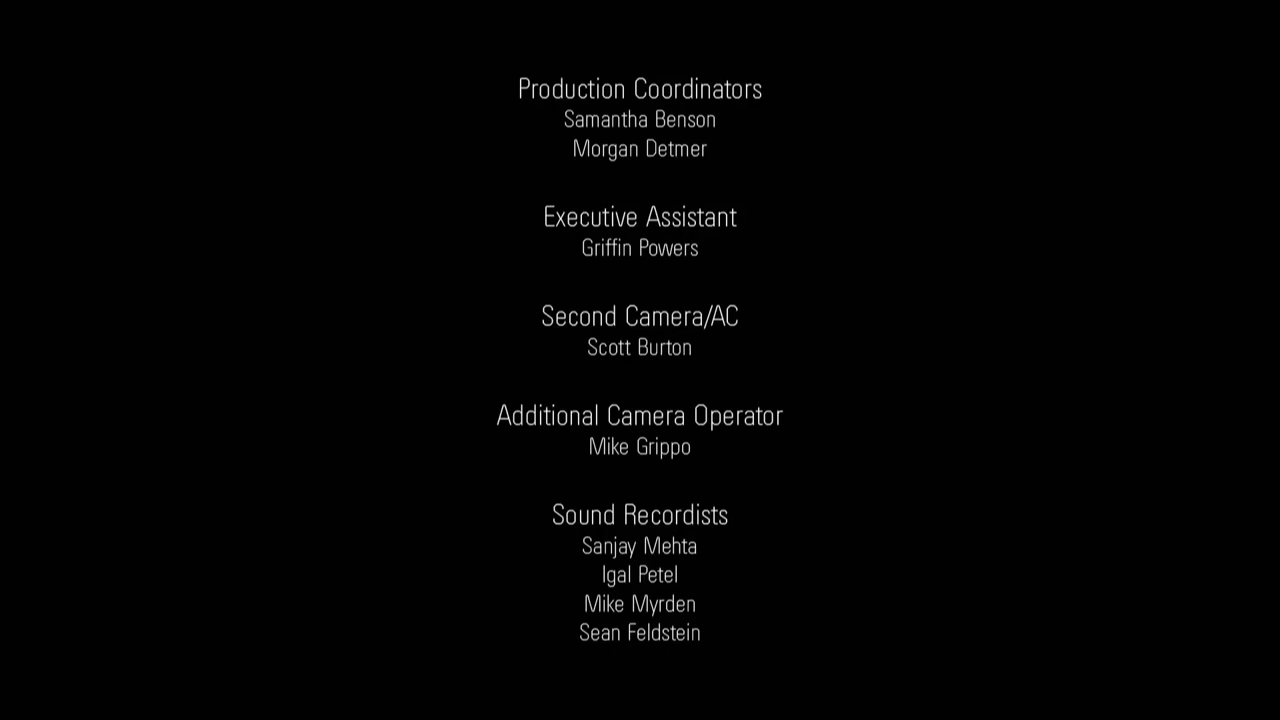 Production Coordinators
Samantha Benson
Morgan Detmer
Executive Assistant
Griffin Powers
Second Camera/AC
Scott Burton
Additional Camera Operator
Mike Grippo
Sound Recordists
Sanjay Mehta
Igal Petel
Mike Myrden
Sean Feldstein